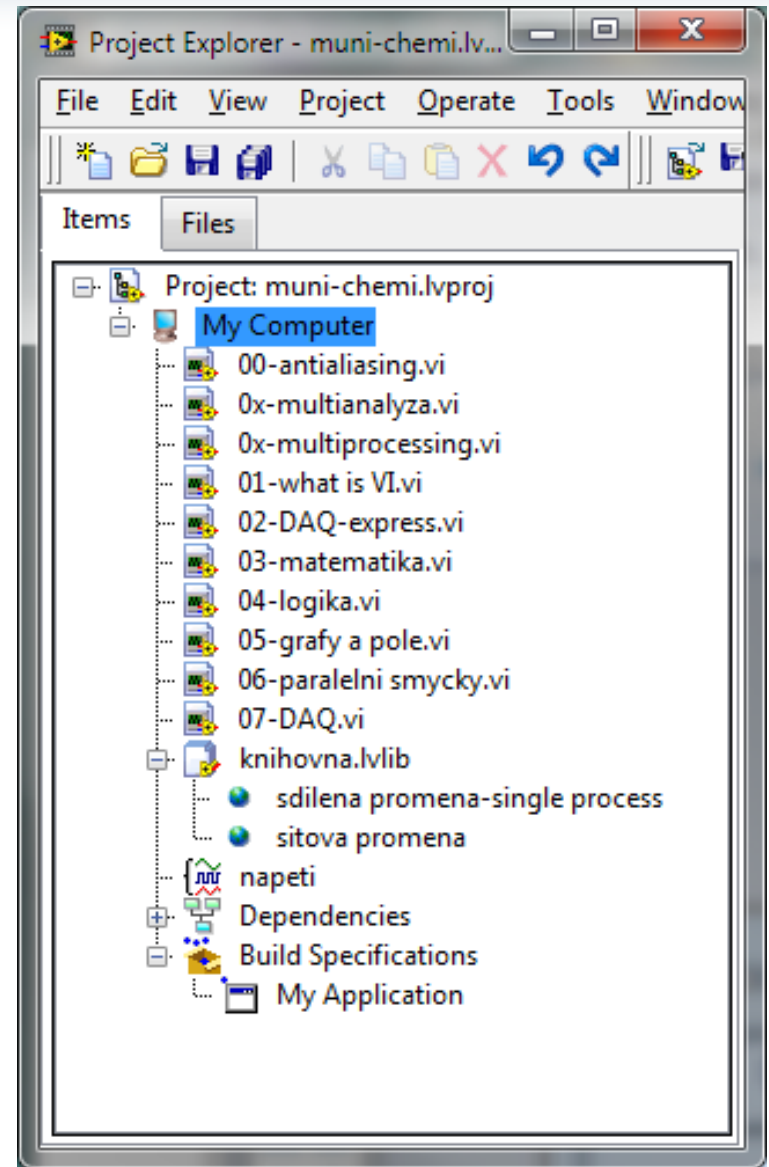 Project Explorer - muni-chemi.lv...
File Edit View Project Operate Tools Window
Items Files
Project: muni-chemi.lvproj
My Computer
00-antialiasing.vi
0x-multianalyza.vi
0x-multiprocessing.vi
01-what is VI.vi
02-DAQ-express.vi
03-matematika.vi
04-logika.vi
05-grafy a pole.vi
06-paralelni smycky.vi
07-DAQ.vi
knihovna.lvlib
sdilena promena-single process
sitova promena
napeti
Dependencies
Build Specifications
My Application